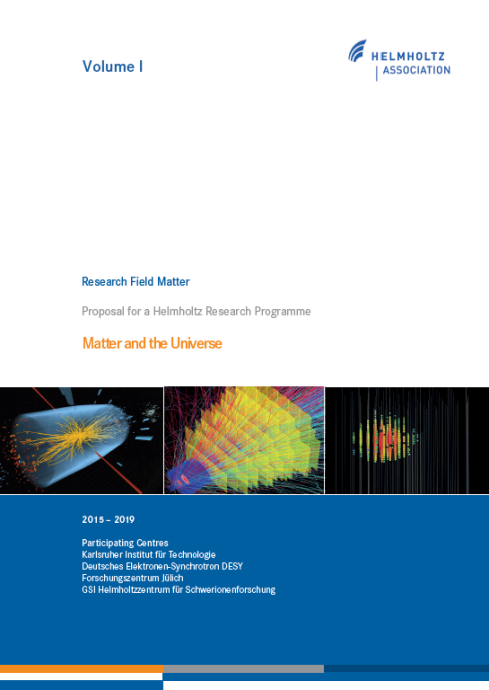 Volume I
HELMHOLTZ
ASSOCIATION
Research Field Matter
Proposal for a Helmholtz Research Programme
Matter and the Universe
2015 – 2019
Participating Centres
Karlsruher Institut für Technologie
Deutsches Elektronen-Synchrotron DESY
Forschungszentrum Jülich
GSI Helmholtzzentrum für Schwerionenforschung